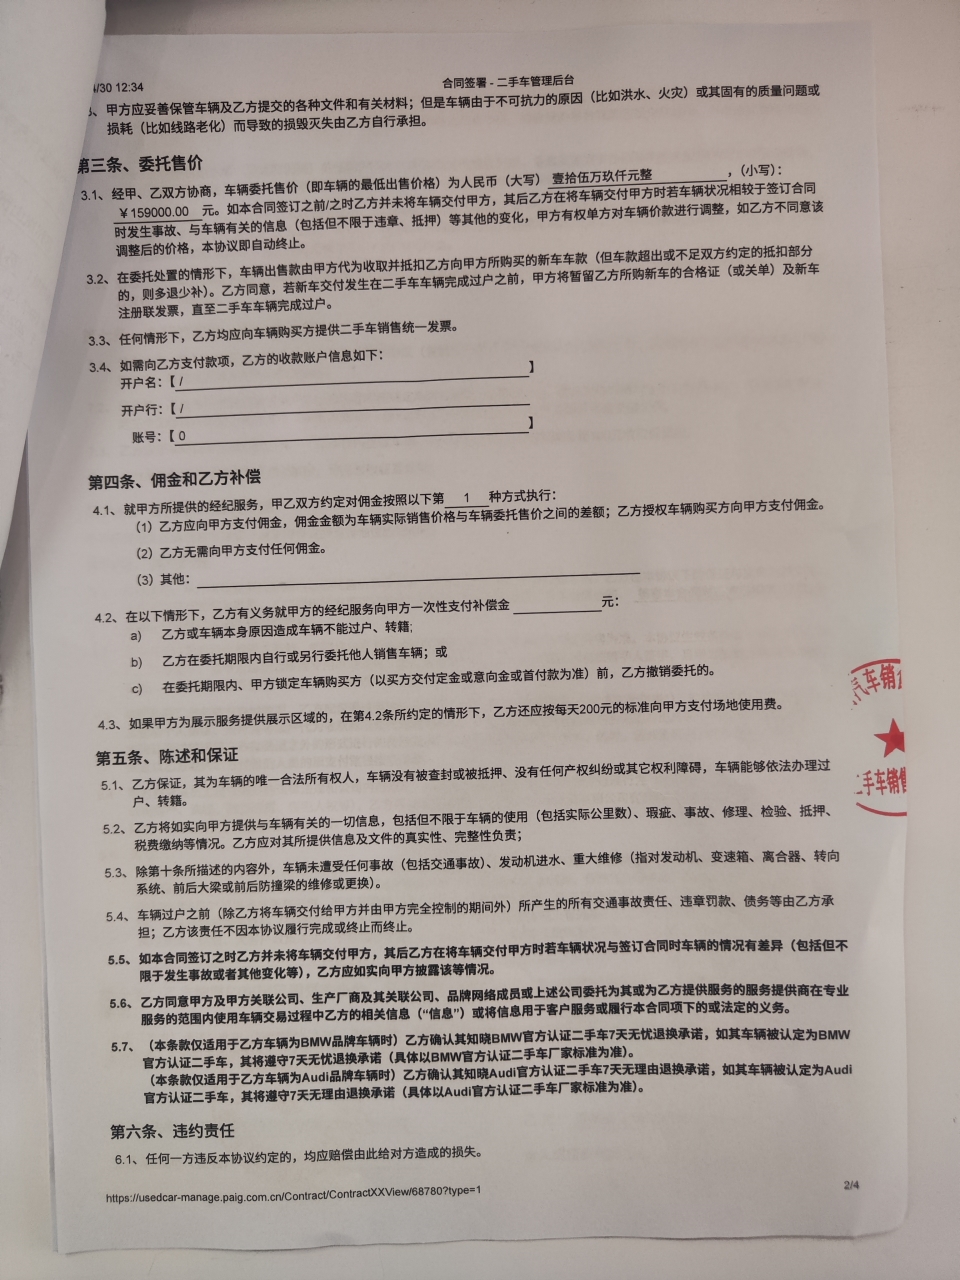 /30 12:34
合同签署 - 二手车管理后台
、甲方应妥善保管车辆及乙方提交的各种文件和有关材料；但是车辆由于不可抗力的原因（比如洪水、火灾）或其固有的质量问题或
损耗（比如线路老化）而导致的损毁灭失由乙方自行承担。
第三条、委托售价
3.1、经甲、乙双方协商，车辆委托售价（即车辆的最低出售价格）为人民币（大写）壹拾伍万玖仟元整，（小写）：
￥159000.00 元。如本合同签订之前/之时乙方并未将车辆交付甲方，其后乙方在将车辆交付甲方时若车辆状况相较于签订合同
时发生事故、与车辆有关的信息（包括但不限于违章、抵押）等其他的变化，甲方有权单方对车辆价款进行调整，如乙方不同意该
调整后的价格，本协议即自动终止。
3.2、在委托处置的情形下，车辆出售款由甲方代为收取并抵扣乙方向甲方所购买的新车车款（但车款超出或不足双方约定的抵扣部分
的，则多退少补）。乙方同意，若新车交付发生在二手车车辆完成过户之前，甲方将暂留乙方所购新车的合格证（或关单）及新车
注册联发票，直至二手车车辆完成过户。
3.3、任何情形下，乙方均应向车辆购买方提供二手车销售统一发票。
3.4、如需向乙方支付款项，乙方的收款账户信息如下：
开户名：【 / 】
开户行：【 /
账号：【 0 】
第四条、佣金和乙方补偿
4.1、就甲方所提供的经纪服务，甲乙双方约定对佣金按照以下第 1 种方式执行：
（1）乙方应向甲方支付佣金，佣金金额为车辆实际销售价格与车辆委托售价之间的差额；乙方授权车辆购买方向甲方支付佣金。
（2）乙方无需向甲方支付任何佣金。
（3）其他：
4.2、在以下情形下，乙方有义务就甲方的经纪服务向甲方一次性支付补偿金 元：
a) 乙方或车辆本身原因造成车辆不能过户、转籍;
b) 乙方在委托期限内自行或另行委托他人销售车辆；或
c) 在委托期限内、甲方锁定车辆购买方（以买方交付定金或意向金或首付款为准）前，乙方撤销委托的。
4.3、如果甲方为展示服务提供展示区域的，在第4.2条所约定的情形下，乙方还应按每天200元的标准向甲方支付场地使用费。
汽车销
二手车销售
第五条、陈述和保证
5.1、乙方保证，其为车辆的唯一合法所有权人，车辆没有被查封或被抵押、没有任何产权纠纷或其它权利障碍，车辆能够依法办理过
户、转籍。
5.2、乙方将如实向甲方提供与车辆有关的一切信息，包括但不限于车辆的使用（包括实际公里数）、瑕疵、事故、修理、检验、抵押、
税费缴纳等情况。乙方应对其所提供信息及文件的真实性、完整性负责；
5.3、除第十条所描述的内容外，车辆未遭受任何事故（包括交通事故）、发动机进水、重大维修（指对发动机、变速箱、离合器、转向
系统、前后大梁或前后防撞梁的维修或更换）。
5.4、车辆过户之前（除乙方将车辆交付给甲方并由甲方完全控制的期间外）所产生的所有交通事故责任、违章罚款、债务等由乙方承
担；乙方该责任不因本协议履行完成或终止而终止。
5.5、如本合同签订之时乙方并未将车辆交付甲方，其后乙方在将车辆交付甲方时若车辆状况与签订合同时车辆的情况有差异（包括但不
限于发生事故或者其他变化等），乙方应如实向甲方披露该等情况。
5.6、乙方同意甲方及甲方关联公司、生产厂商及其关联公司、品牌网络成员或上述公司委托为其或为乙方提供服务的服务提供商在专业
服务的范围内使用车辆交易过程中乙方的相关信息（“信息”）或将信息用于客户服务或履行本合同项下的或法定的义务。
5.7、（本条款仅适用于乙方车辆为BMW品牌车辆时）乙方确认其知晓BMW官方认证二手车7天无忧退换承诺，如其车辆被认定为BMW
官方认证二手车，其将遵守7天无忧退换承诺（具体以BMW官方认证二手车厂家标准为准）。
（本条款仅适用于乙方车辆为Audi品牌车辆时）乙方确认其知晓Audi官方认证二手车7天无理由退换承诺，如其车辆被认定为Audi
官方认证二手车，其将遵守7天无理由退换承诺（具体以Audi官方认证二手车厂家标准为准）。
第六条、违约责任
6.1、任何一方违反本协议约定的，均应赔偿由此给对方造成的损失。
https://usedcar-manage.paig.com.cn/Contract/ContractXXView/68780?type=1
2/4